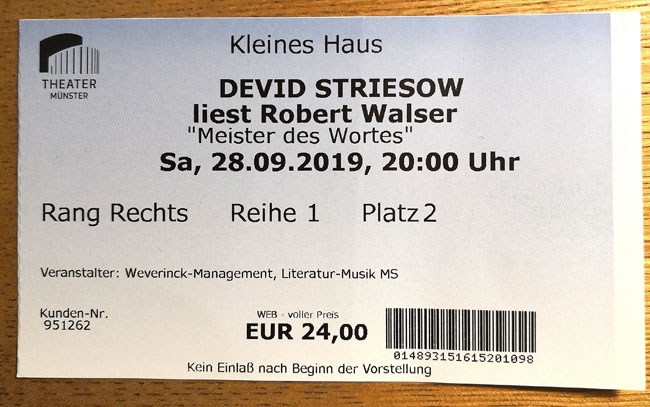 THEATER
MÜNSTER
Kleines Haus
DEVID STRIESOW
liest Robert Walser
"Meister des Wortes"
Sa, 28.09.2019, 20:00 Uhr
Rang Rechts Reihe 1 Platz 2
Veranstalter: Weverinck-Management, Literatur-Musik MS
Kunden-Nr.
951262
WEB - voller Preis
EUR 24,00
014893151615201098
Kein Einlaß nach Beginn der Vorstellung